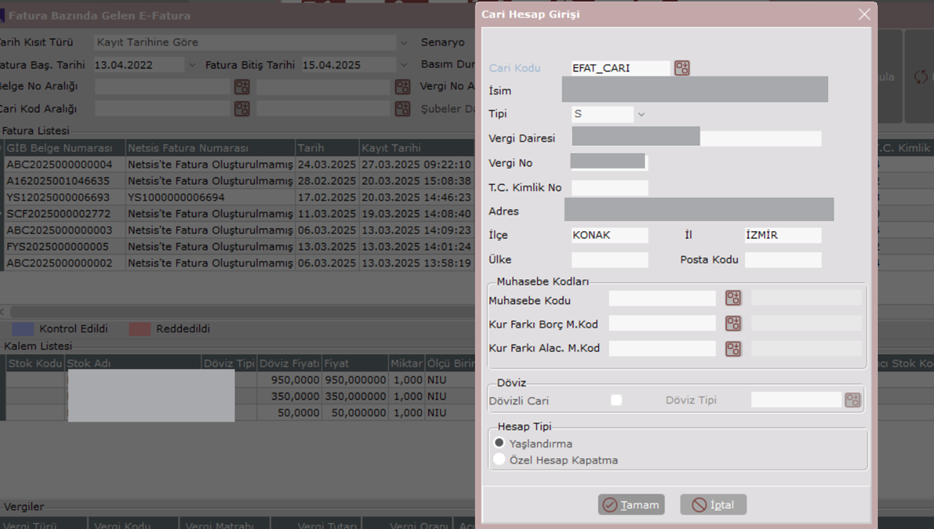 Fatura Bazında Gelen E-Fatura
Cari Hesap Girişi
arih Kısıt Türü Kayıt Tarihine Göre Senaryo
atura Baş. Tarihi 13.04.2022 Fatura Bitiş Tarihi 15.04.2025 Basım Dur
elge No Aralığı Vergi No A
Cari Kod Aralığı Şubeler Da
Fatura Listesi
GİB Belge Numarası Netsis Fatura Numarası Tarih Kayıt Tarihi
ABC2025000000004 Netsis'te Fatura Oluşturulmamış 24.03.2025 27.03.2025 09:22:10
A162025001046635 Netsis'te Fatura Oluşturulmamış 28.02.2025 20.03.2025 15:08:38
YS12025000006693 YS1000000006694 17.02.2025 20.03.2025 14:46:23
SCF2025000002772 Netsis'te Fatura Oluşturulmamış 11.03.2025 19.03.2025 14:08:40
ABC2025000000003 Netsis'te Fatura Oluşturulmamış 06.03.2025 13.03.2025 14:09:23
FYS2025000000005 Netsis'te Fatura Oluşturulmamış 13.03.2025 13.03.2025 14:01:24
ABC2025000000002 Netsis'te Fatura Oluşturulmamış 06.03.2025 13.03.2025 13:58:19
Kontrol Edildi Reddedildi
Kalem Listesi
Stok Kodu Stok Adı Döviz Tipi Döviz Fiyatı Fiyat Miktar Ölçü Birin
950,0000 950,000000 1,000 NIU
350,0000 350,000000 1,000 NIU
50,0000 50,000000 1,000 NIU
Vergiler
Vergi Türü Vergi Kodu Vergi Matrahı Vergi Tutarı Vergi Oranı
Cari Kodu EFAT_CARI
İsim
Tipi S
Vergi Dairesi
Vergi No
T.C. Kimlik No
Adres
İlçe KONAK İl İZMİR
Ülke Posta Kodu
Muhasebe Kodları
Muhasebe Kodu
Kur Farkı Borç M.Kod
Kur Farkı Alac. M.Kod
Döviz
Dövizli Cari Döviz Tipi
Hesap Tipi
Yaşlandırma
Özel Hesap Kapatma
Tamam İptal
ula
T.C. Kimlik
cı Stok Kod